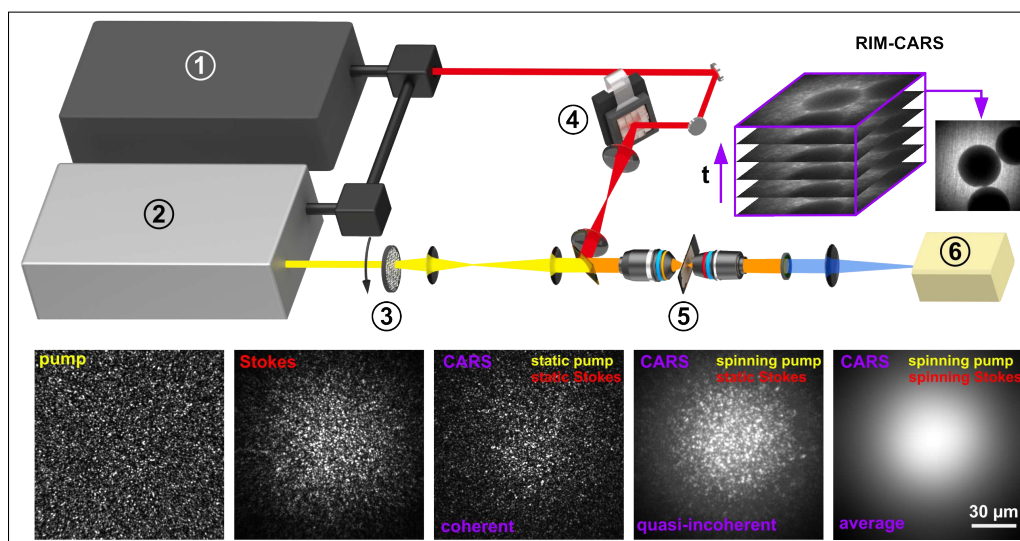 RIM-CARS
①
②
③
④
⑤
⑥
t
pump
Stokes
CARS
static pump
static Stokes
coherent
CARS
spinning pump
static Stokes
quasi-incoherent
CARS
spinning pump
spinning Stokes
average
30 µm